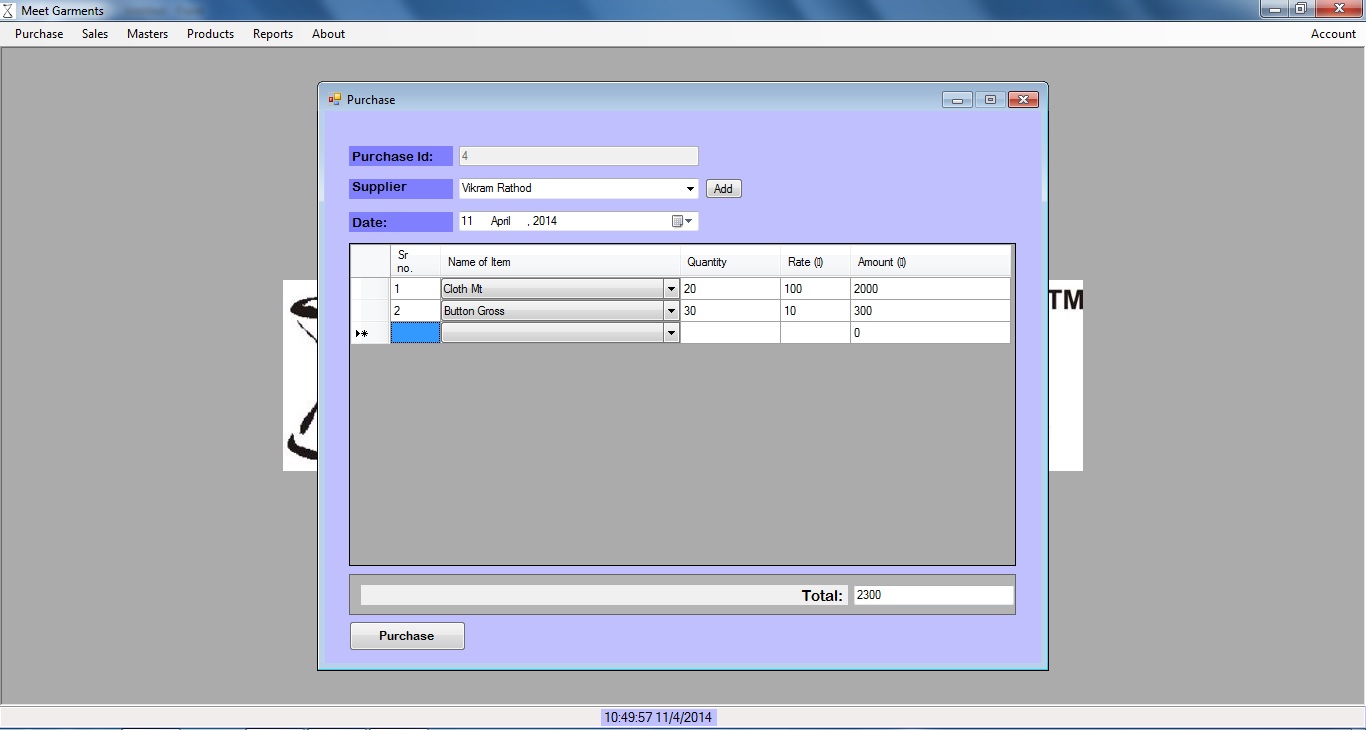 Meet Garments
Purchase Sales Masters Products Reports About Account
Purchase
Purchase Id: 4
Supplier Vikram Rathod Add
Date: 11 April , 2014
Sr no. Name of Item Quantity Rate (▯) Amount (▯)
1 Cloth Mt 20 100 2000
2 Button Gross 30 10 300
0
TM
Total: 2300
Purchase
10:49:57 11/4/2014